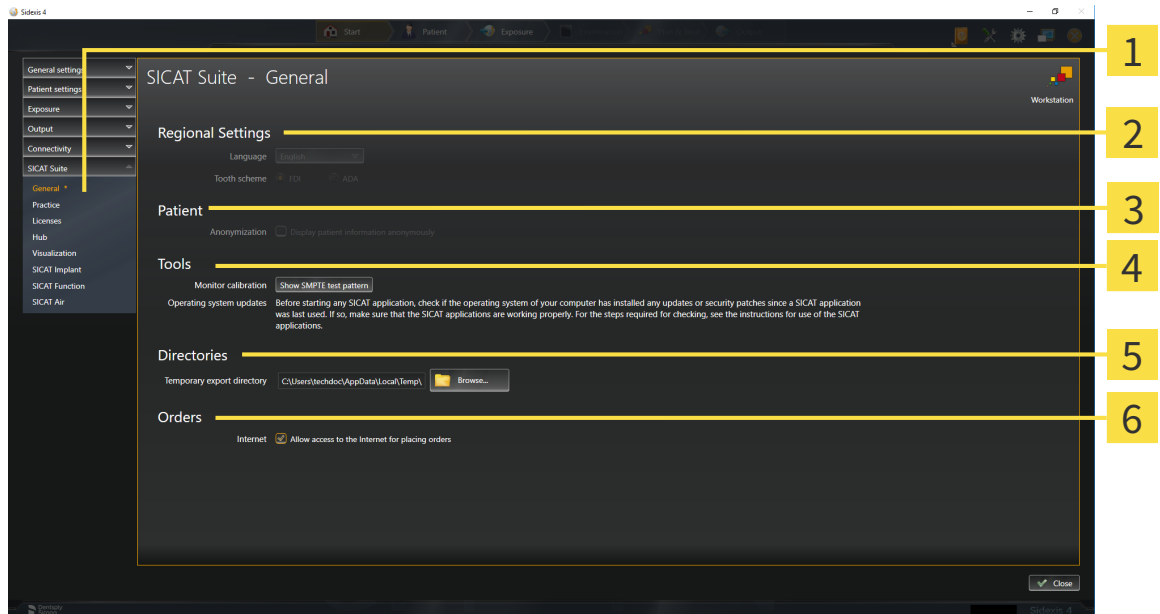 Sidexis 4
Start
Patient
Exposure
1
General settings
Patient settings
Exposure
Output
Connectivity
SICAT Suite
General *
Practice
Licenses
Hub
Visualization
SICAT Implant
SICAT Function
SICAT Air
SICAT Suite - General
Workstation
Regional Settings
2
Language English
Tooth scheme FDI ADA
Patient
3
Anonymization Display patient information anonymously
Tools
4
Monitor calibration Show SMPTE test pattern
Operating system updates Before starting any SICAT application, check if the operating system of your computer has installed any updates or security patches since a SICAT application
was last used. If so, make sure that the SICAT applications are working properly. For the steps required for checking, see the instructions for use of the SICAT
applications.
Directories
5
Temporary export directory C:\Users\techdoc\AppData\Local\Temp\ Browse...
Orders
6
Internet Allow access to the Internet for placing orders
Close
Dentsply
Sirona
Sidexis 4